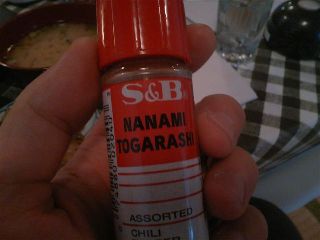 S&B
NANAMI
TOGARASHI
ASSORTED
CHILI